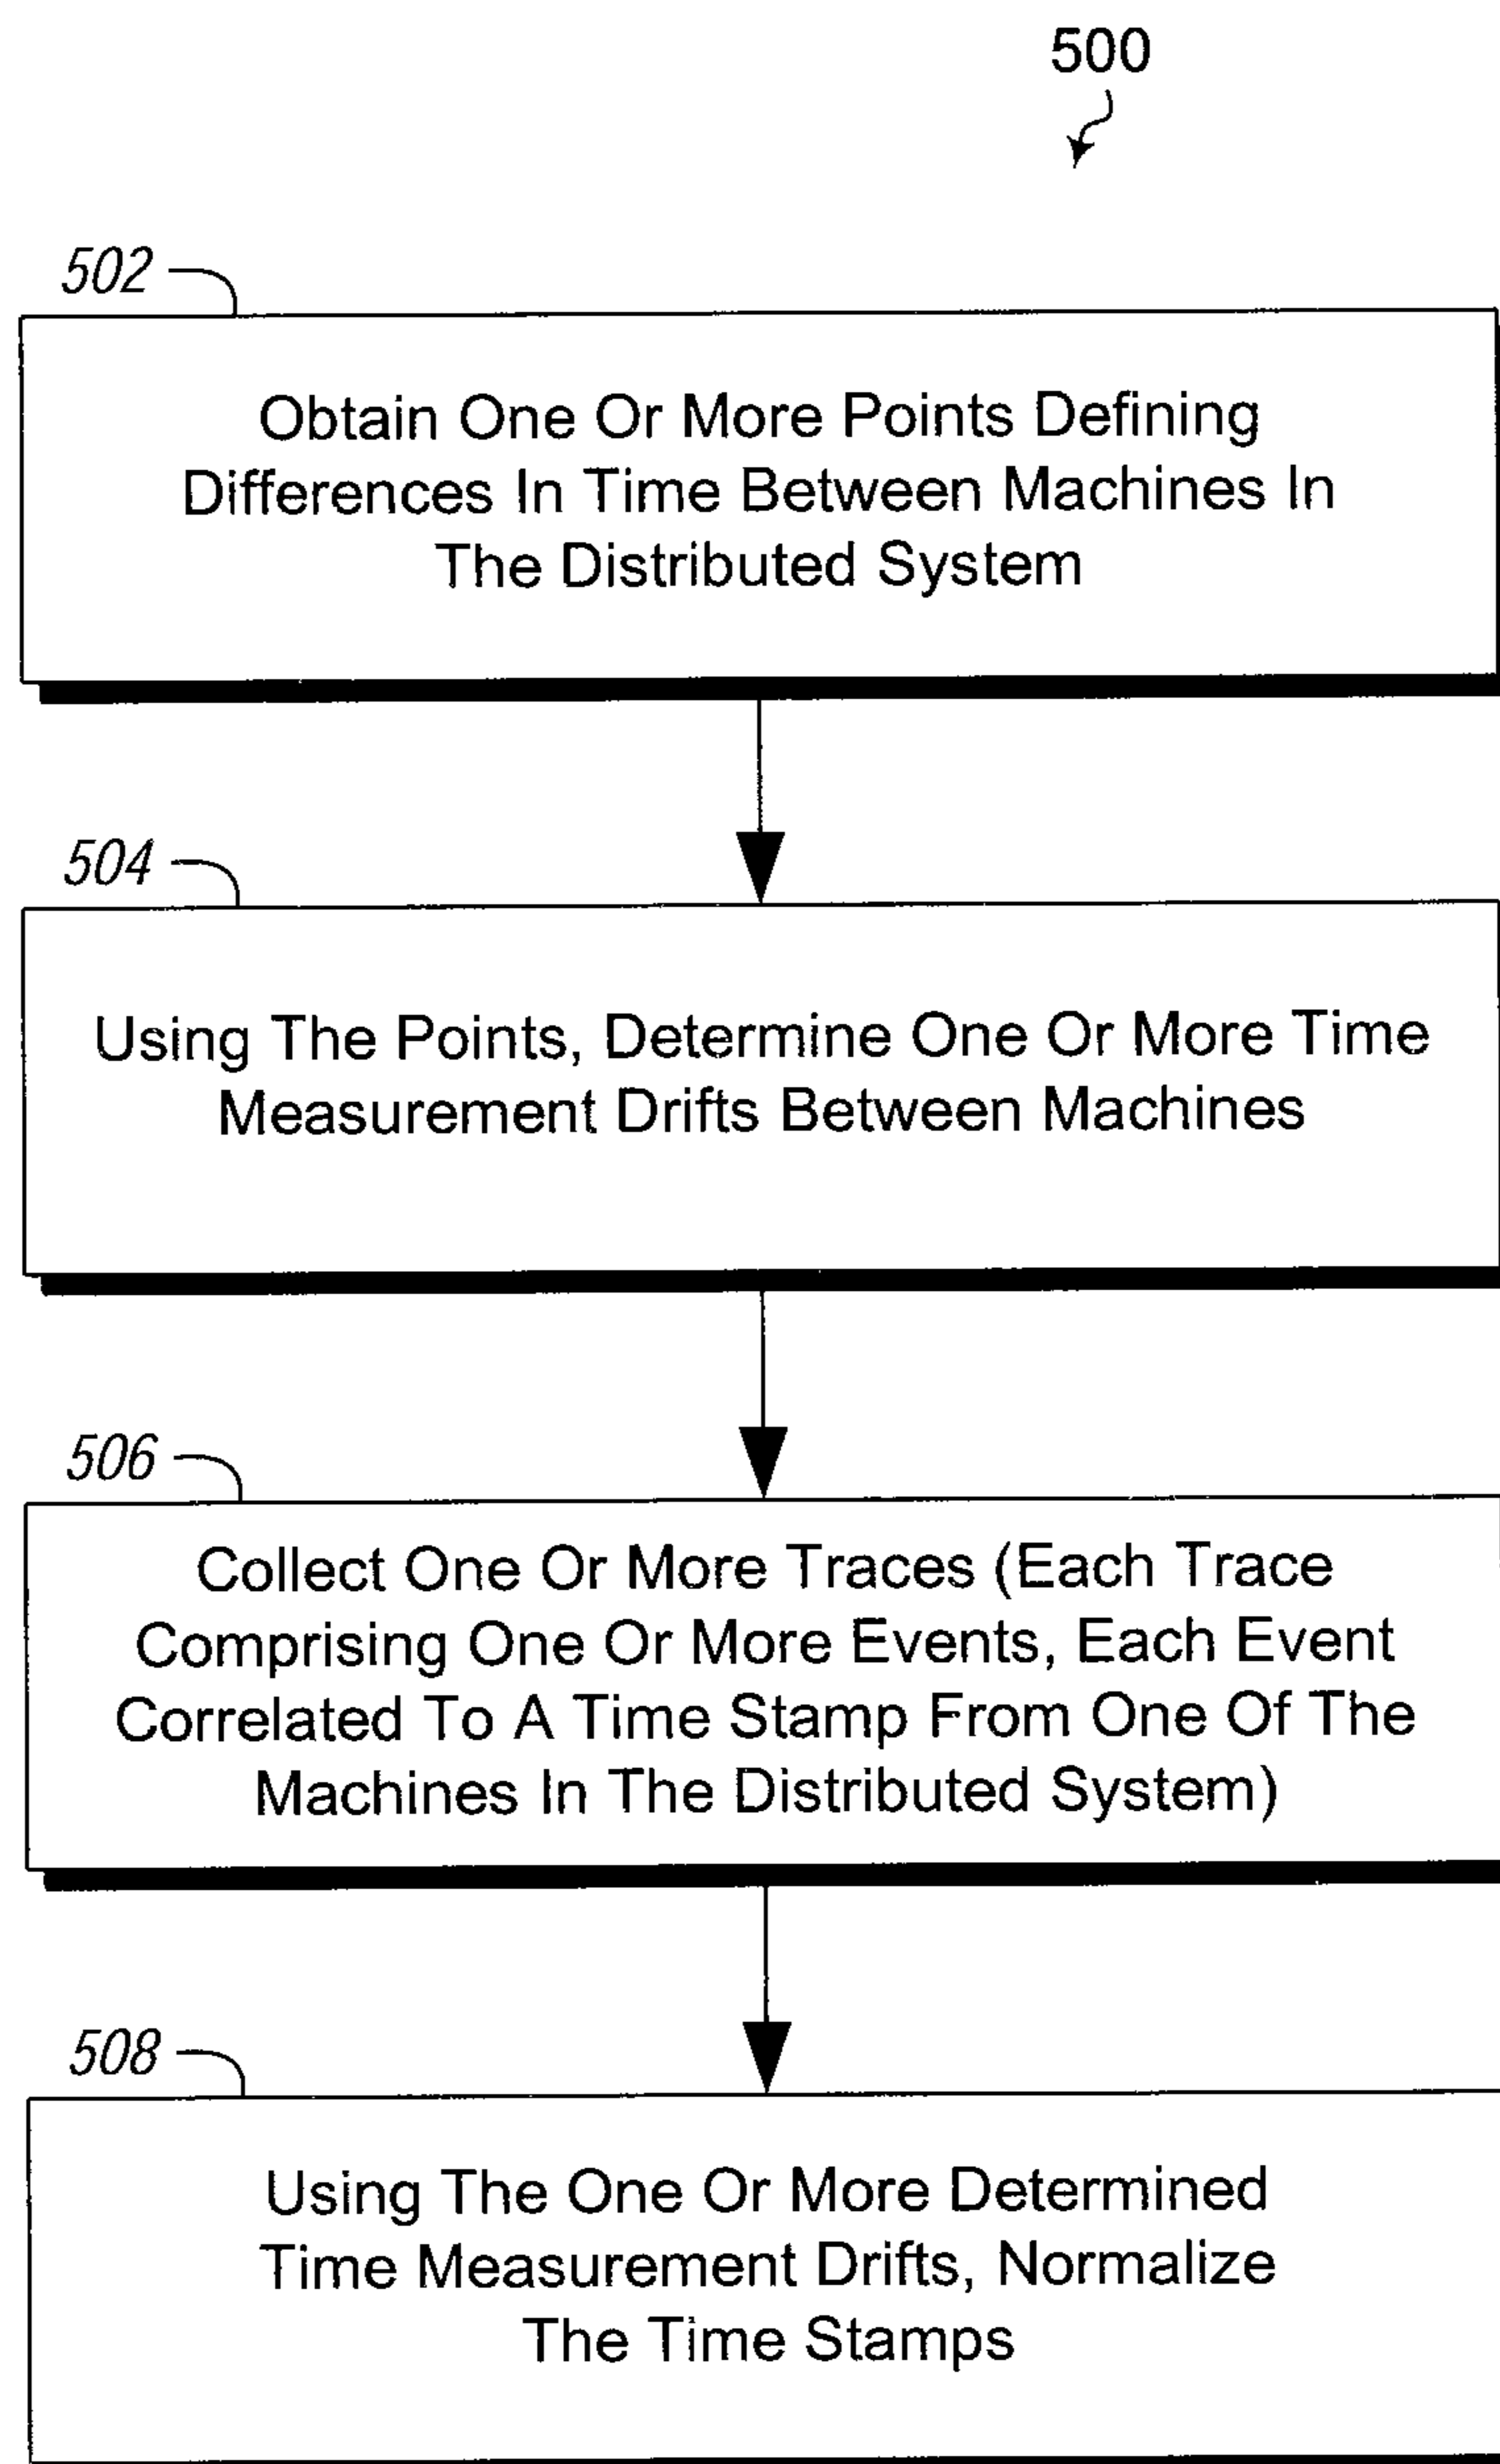 500
502
Obtain One Or More Points Defining
Differences In Time Between Machines In
The Distributed System
504
Using The Points, Determine One Or More Time
Measurement Drifts Between Machines
506
Collect One Or More Traces (Each Trace
Comprising One Or More Events, Each Event
Correlated To A Time Stamp From One Of The
Machines In The Distributed System)
508
Using The One Or More Determined
Time Measurement Drifts, Normalize
The Time Stamps